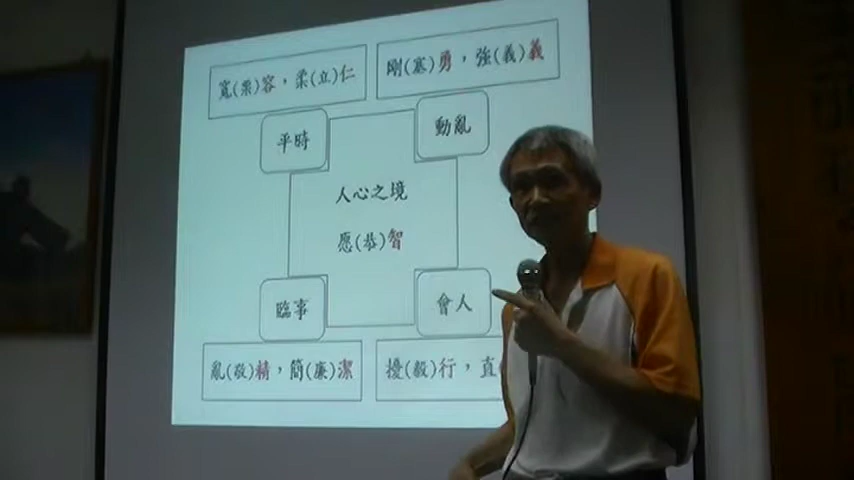 寬(栗)容，柔(立)仁
剛(塞)勇，強(義)義
平時
動亂
人心之境
愿(恭)智
臨事
會人
亂(敬)精，簡(廉)潔
擾(毅)行，直